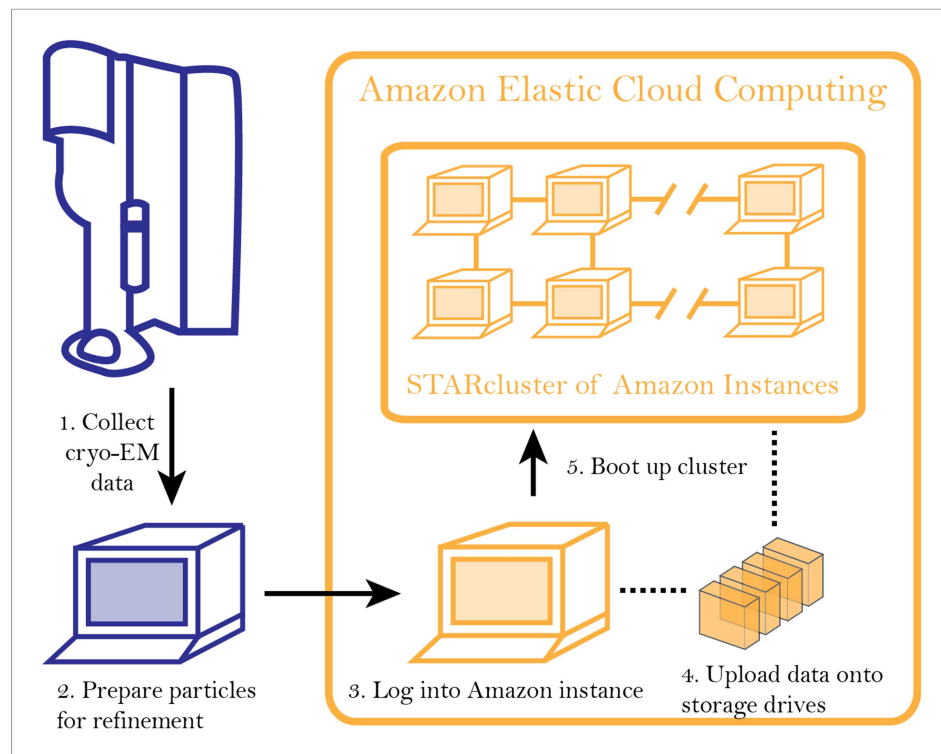 Amazon Elastic Cloud Computing
STARcluster of Amazon Instances
1. Collect
cryo-EM
data
5. Boot up cluster
2. Prepare particles
for refinement
3. Log into Amazon instance
4. Upload data onto
storage drives